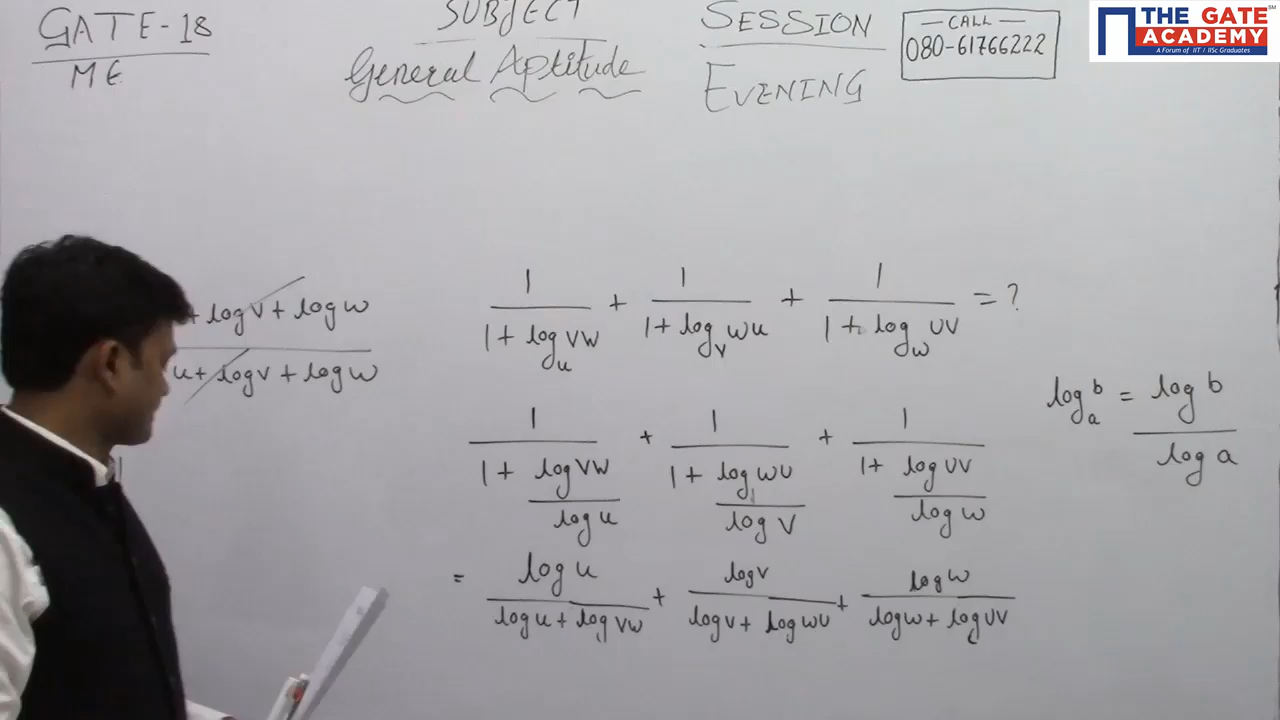 GATE-18
ME
SUBJECT
General Aptitude
SESSION
EVENING
— CALL —
080-61766222
THE GATE ACADEMY
A Forum of IIT / IISc Graduates
+ log v + log w
u + log v + log w
1/(1 + log_u VW) + 1/(1 + log_v wu) + 1/(1 + log_w UV) = ?
log_a b = log b / log a
1/(1 + log VW / log u) + 1/(1 + log wu / log V) + 1/(1 + log UV / log w)
= log u/(log u + log VW) + log v/(log v + log wu) + log w/(log w + log UV)